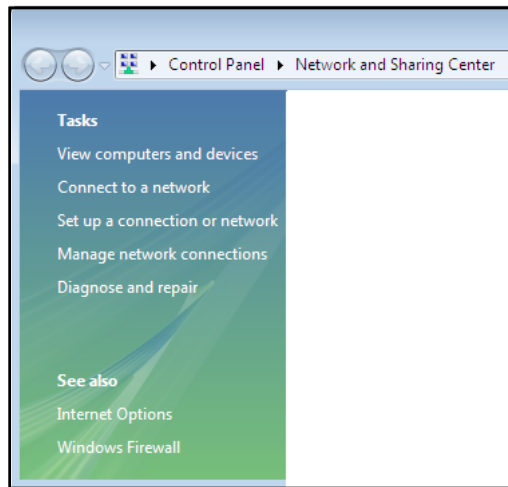 Control Panel Network and Sharing Center
Tasks
View computers and devices
Connect to a network
Set up a connection or network
Manage network connections
Diagnose and repair
See also
Internet Options
Windows Firewall